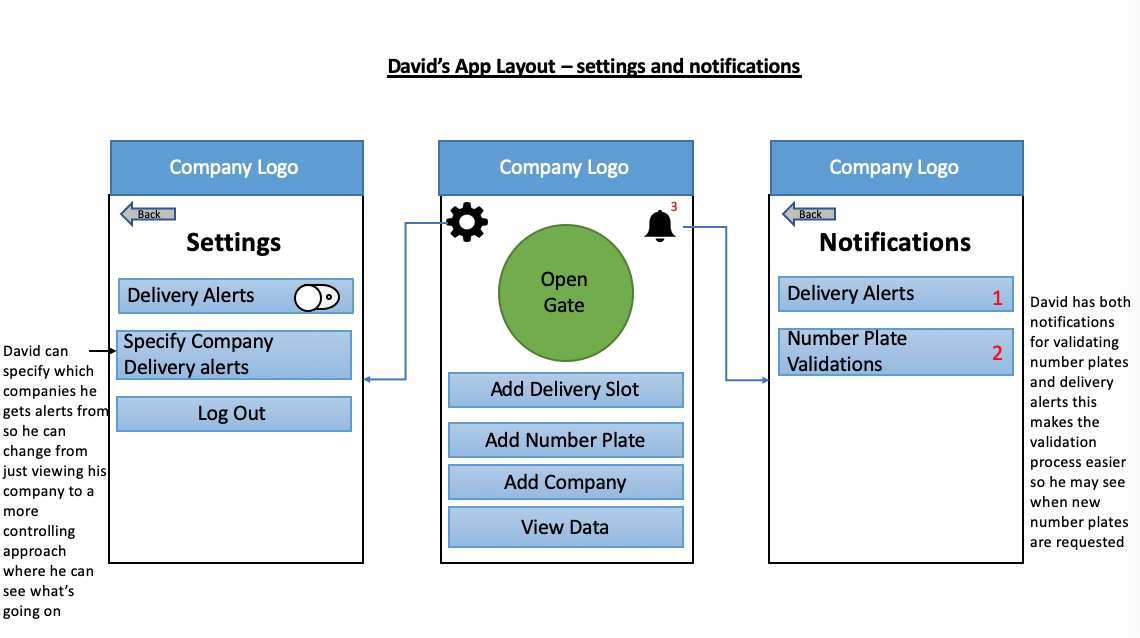 David's App Layout – settings and notifications
Company Logo
Back
Settings
Delivery Alerts
Specify Company
Delivery alerts
Log Out
David can
specify which
companies he
gets alerts from
so he can
change from
just viewing his
company to a
more
controlling
approach
where he can
see what's
going on
Company Logo
3
Open
Gate
Add Delivery Slot
Add Number Plate
Add Company
View Data
Company Logo
Back
Notifications
Delivery Alerts 1
Number Plate
Validations 2
David has both
notifications
for validating
number plates
and delivery
alerts this
makes the
validation
process easier
so he may see
when new
number plates
are requested